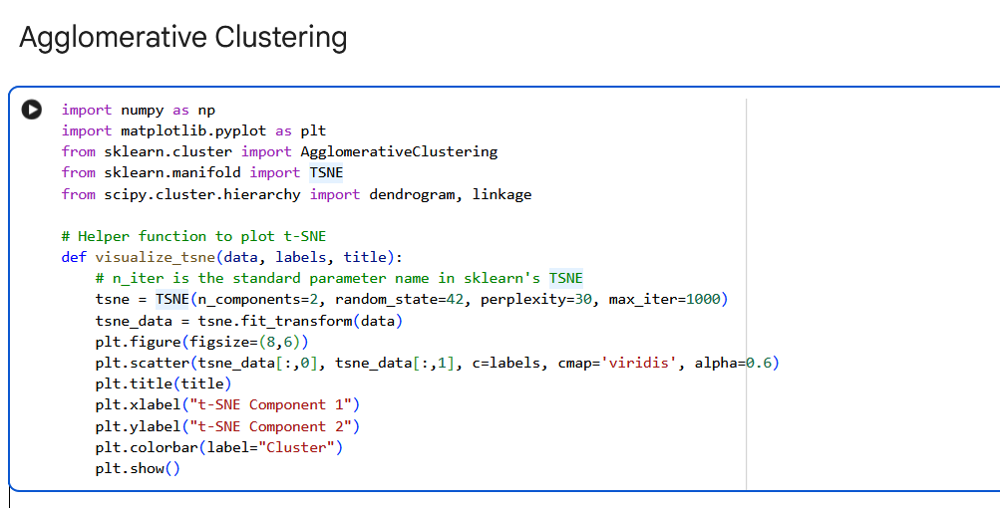 Agglomerative Clustering
import numpy as np
import matplotlib.pyplot as plt
from sklearn.cluster import AgglomerativeClustering
from sklearn.manifold import TSNE
from scipy.cluster.hierarchy import dendrogram, linkage
# Helper function to plot t-SNE
def visualize_tsne(data, labels, title):
    # n_iter is the standard parameter name in sklearn's TSNE
    tsne = TSNE(n_components=2, random_state=42, perplexity=30, max_iter=1000)
    tsne_data = tsne.fit_transform(data)
    plt.figure(figsize=(8,6))
    plt.scatter(tsne_data[:,0], tsne_data[:,1], c=labels, cmap='viridis', alpha=0.6)
    plt.title(title)
    plt.xlabel("t-SNE Component 1")
    plt.ylabel("t-SNE Component 2")
    plt.colorbar(label="Cluster")
    plt.show()